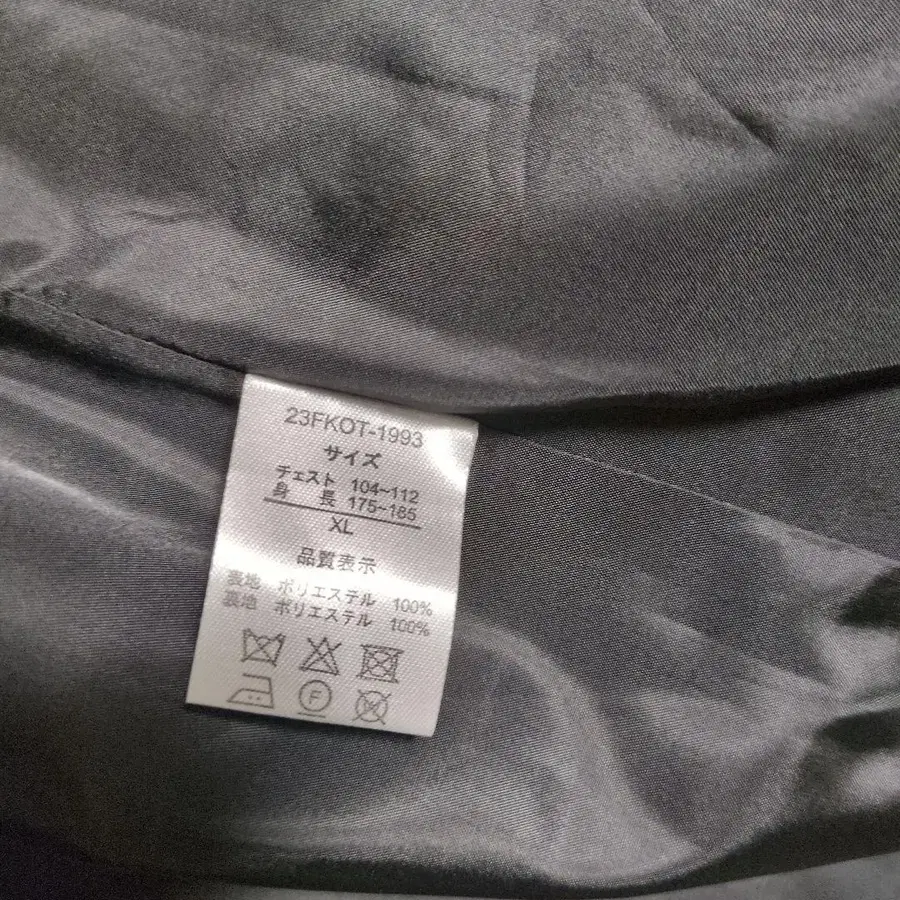 23FKOT-1993
サイズ
チェスト 104~112
身 長 175~185
XL
品質表示
表地 ポリエステル 100%
裏地 ポリエステル 100%
F
W